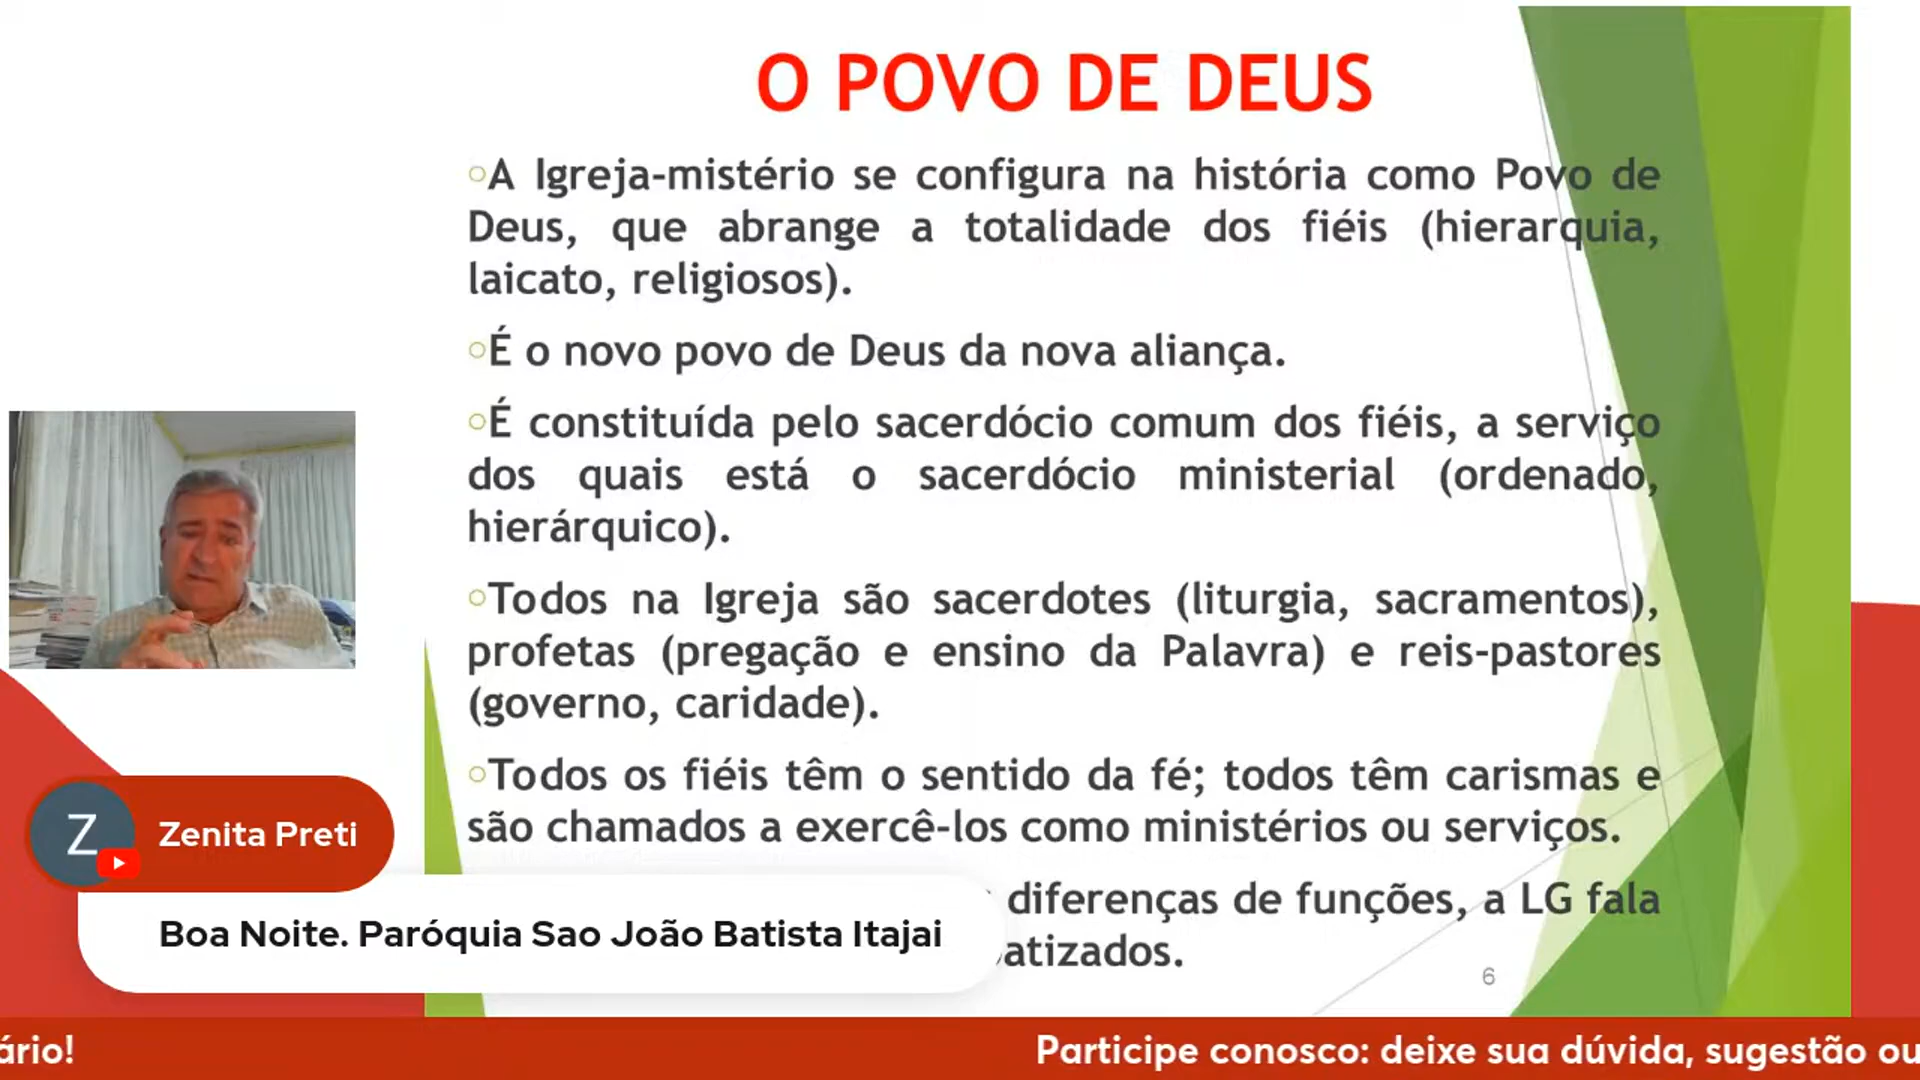 O POVO DE DEUS
A Igreja-mistério se configura na história como Povo de
Deus, que abrange a totalidade dos fiéis (hierarquia,
laicato, religiosos).
É o novo povo de Deus da nova aliança.
É constituída pelo sacerdócio comum dos fiéis, a serviço
dos quais está o sacerdócio ministerial (ordenado,
hierárquico).
Todos na Igreja são sacerdotes (liturgia, sacramentos),
profetas (pregação e ensino da Palavra) e reis-pastores
(governo, caridade).
Todos os fiéis têm o sentido da fé; todos têm carismas e
são chamados a exercê-los como ministérios ou serviços.
diferenças de funções, a LG fala
atizados.
6
Z
Zenita Preti
Boa Noite. Paróquia Sao João Batista Itajai
ário!
Participe conosco: deixe sua dúvida, sugestão ou